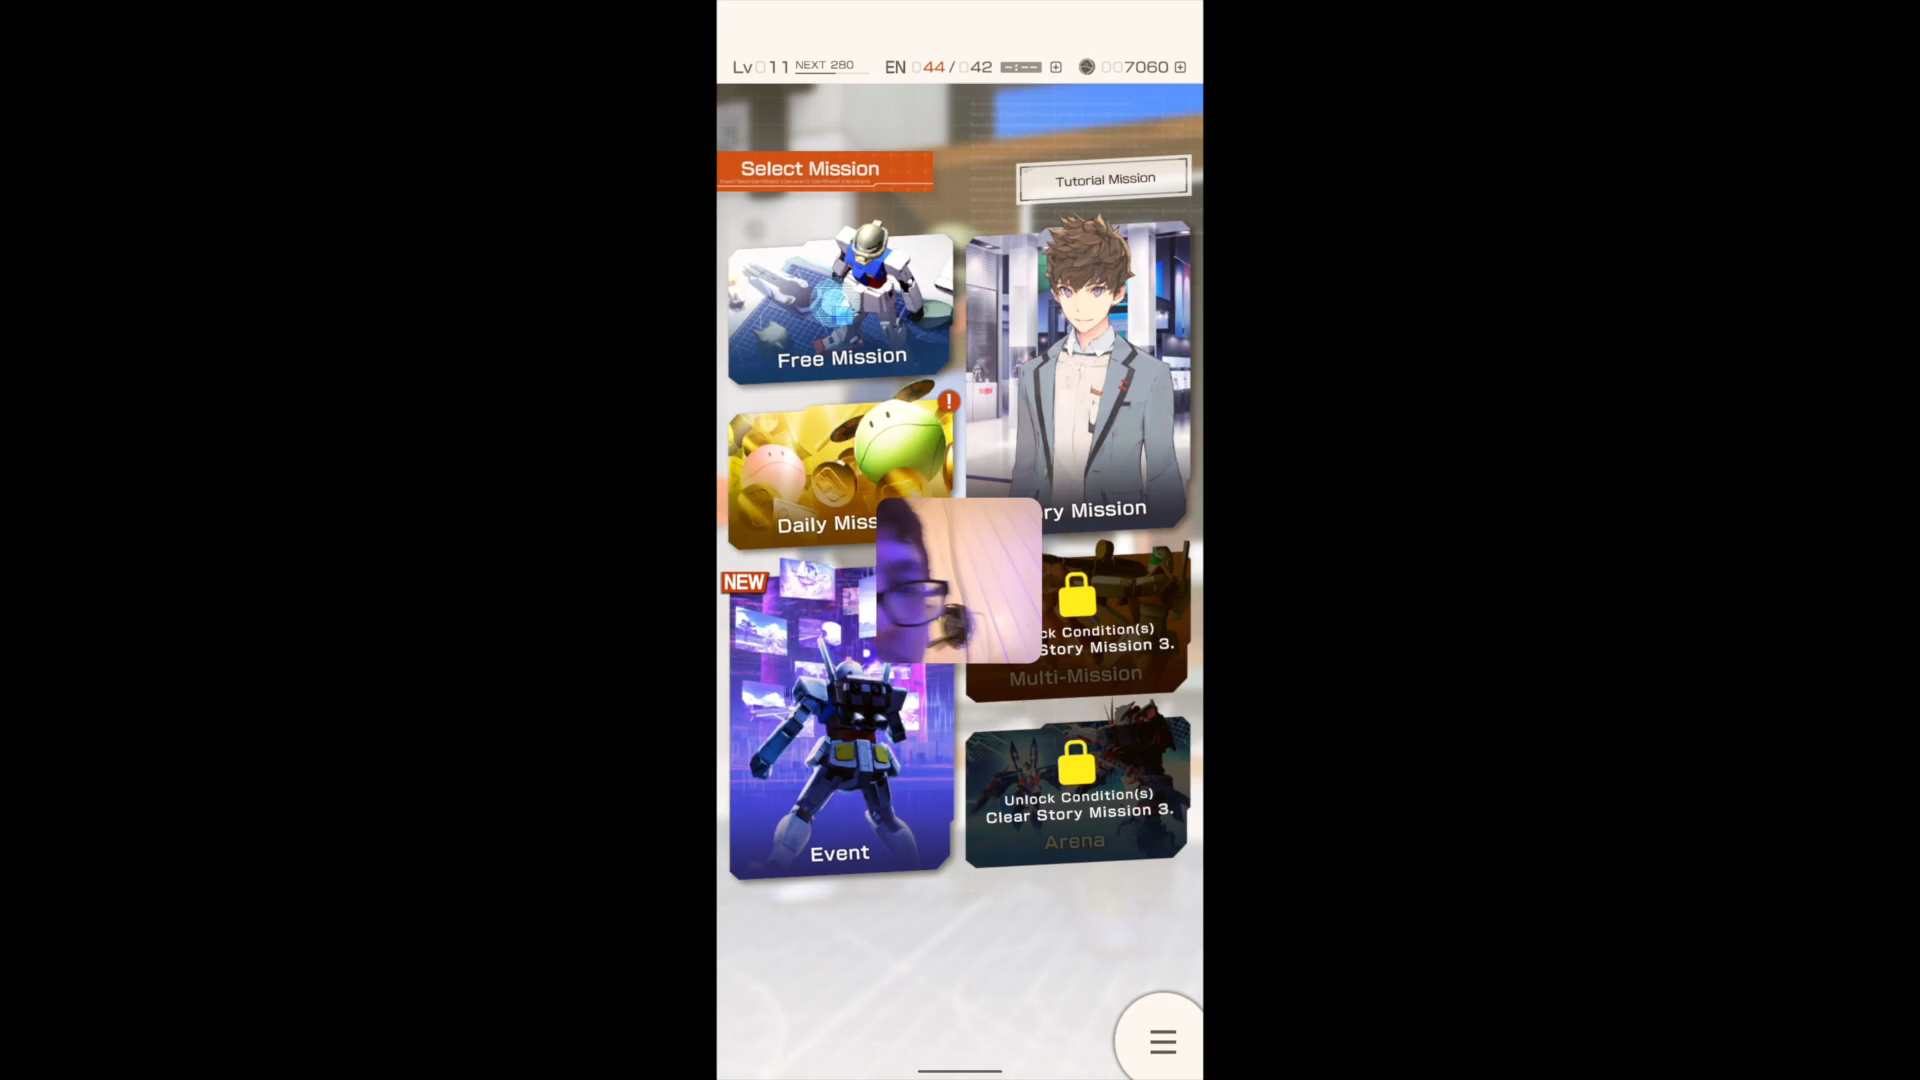 Lv011 NEXT 280 EN 044/042 --:-- 007060
Select Mission
Tutorial Mission
Free Mission
ry Mission
Daily Miss
NEW
ck Condition(s)
Story Mission 3.
Multi-Mission
Unlock Condition(s)
Clear Story Mission 3.
Arena
Event